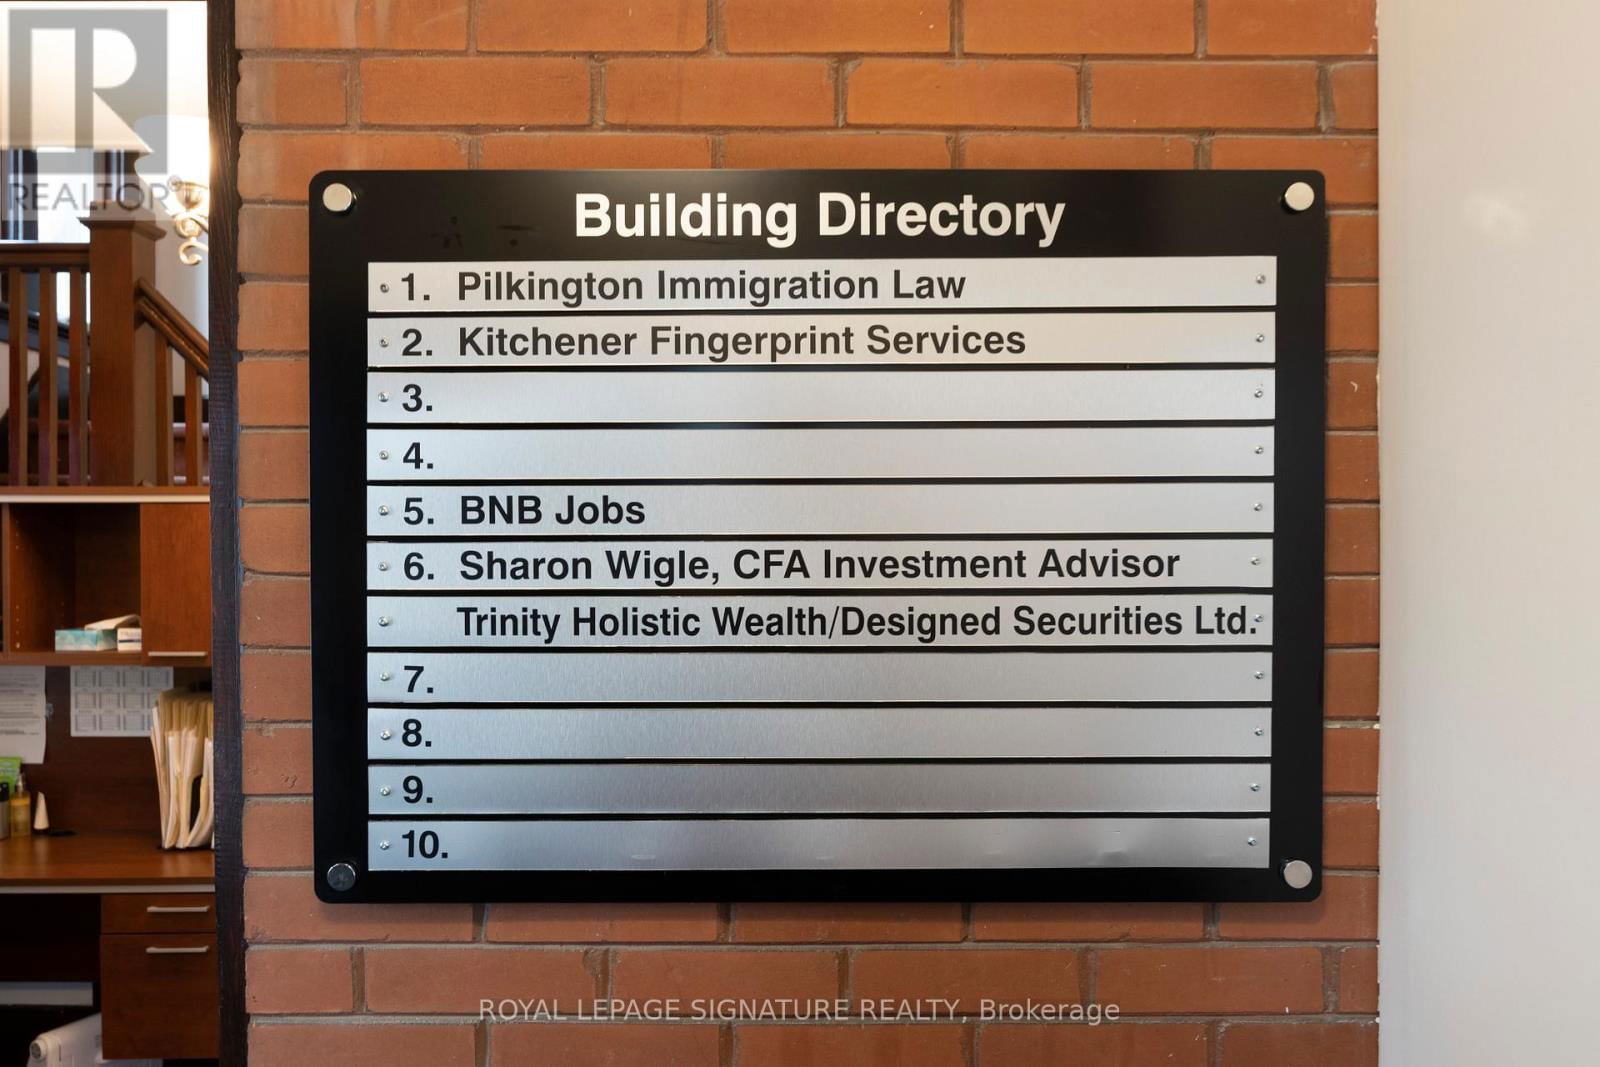 REALTOR®
Building Directory
1. Pilkington Immigration Law
2. Kitchener Fingerprint Services
3.
4.
5. BNB Jobs
6. Sharon Wigle, CFA Investment Advisor
Trinity Holistic Wealth/Designed Securities Ltd.
7.
8.
9.
10.
ROYAL LEPAGE SIGNATURE REALTY, Brokerage